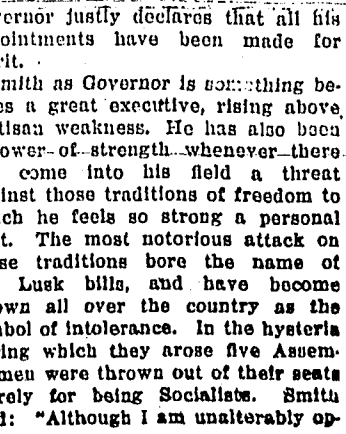 ernor justly declares that all his
ointments have been made for
rit.
mith as Governor is something be-
es a great executive, rising above
tisan weakness. He has also been
ower of strength whenever there
come into his field a threat
inst those traditions of freedom to
ich he feels so strong a personal
t. The most notorious attack on
se traditions bore the name of
Lusk bills, and have become
own all over the country as the
bol of intolerance. In the hysteria
ing which they arose five Assem-
men were thrown out of their seats
rely for being Socialists. Smith
d: "Although I am unalterably op-